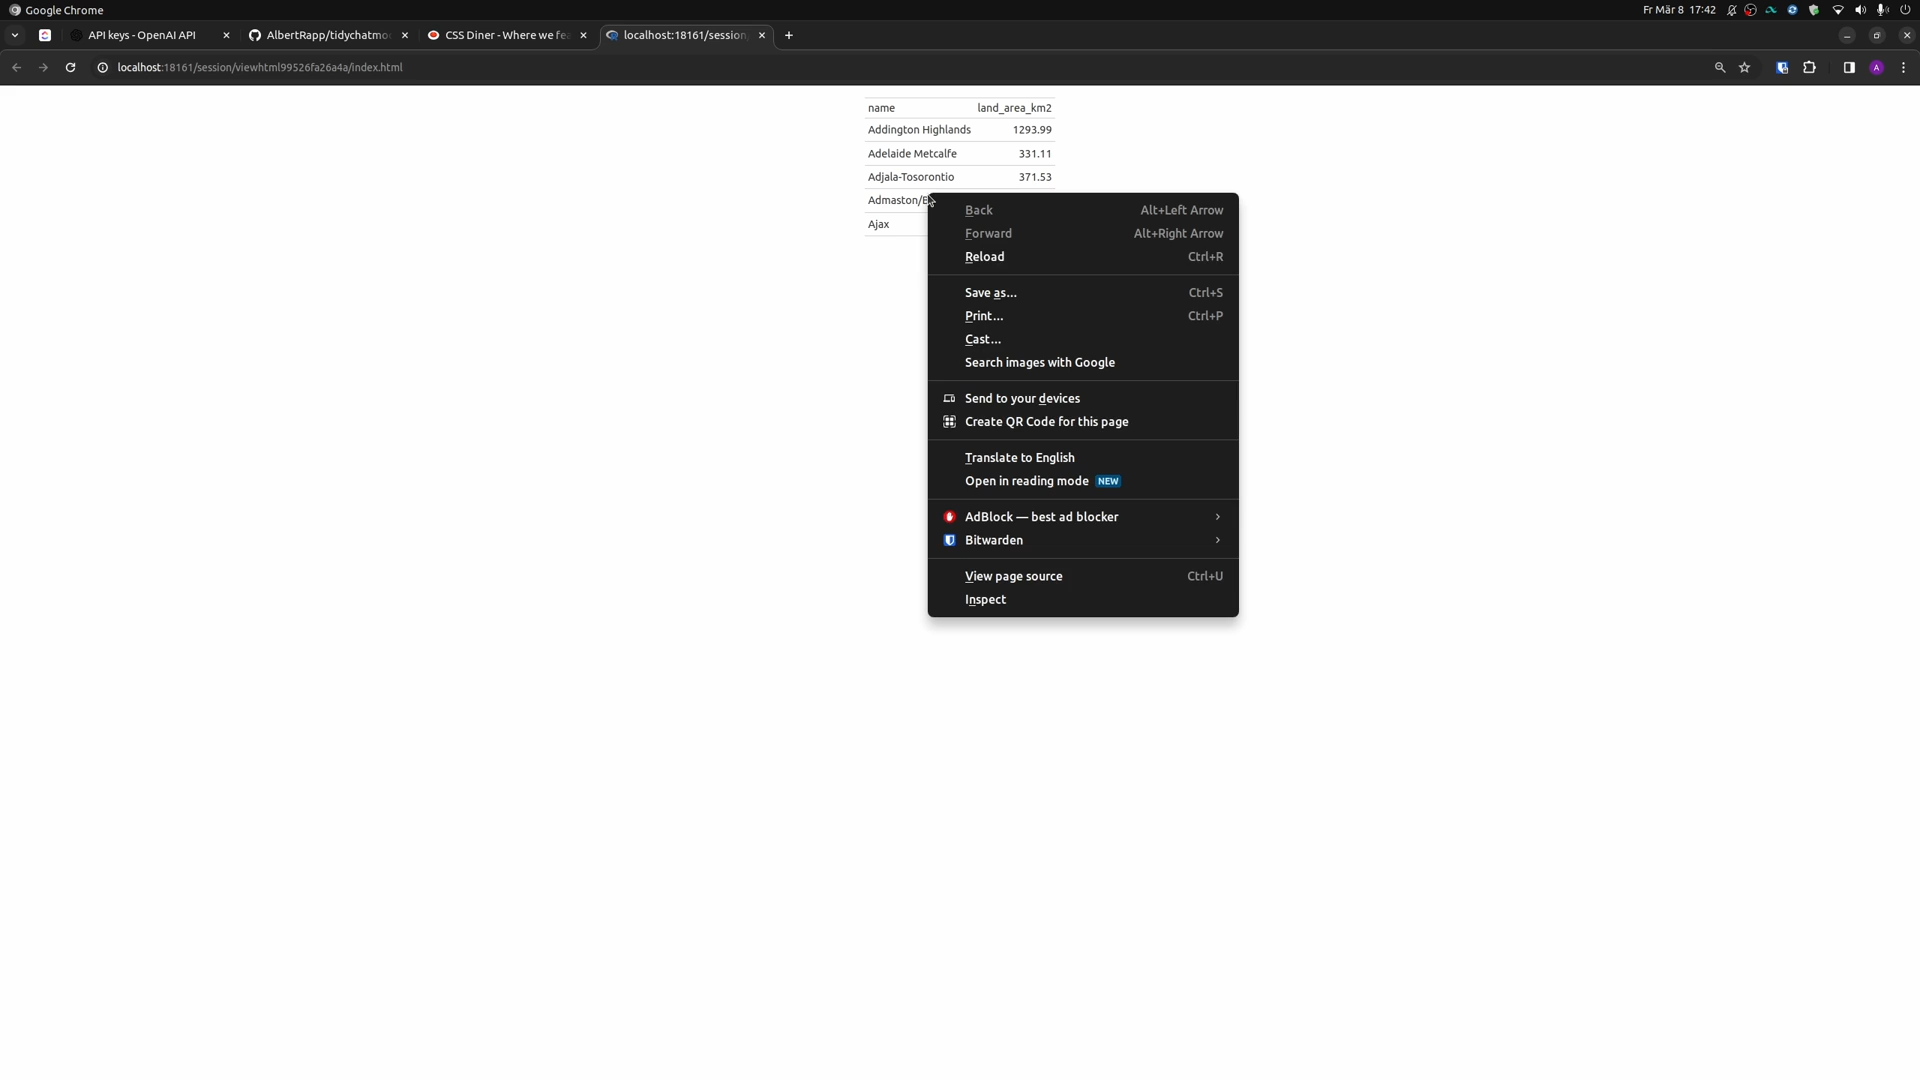 Google Chrome
Fr Mär 8 17:42
API keys - OpenAI API
AlbertRapp/tidychatmo
CSS Diner - Where we fea
localhost:18161/session
localhost:18161/session/viewhtml99526fa26a4a/index.html
A
name land_area_km2
Addington Highlands 1293.99
Adelaide Metcalfe 331.11
Adjala-Tosorontio 371.53
Admaston/
Ajax
Back Alt+Left Arrow
Forward Alt+Right Arrow
Reload Ctrl+R
Save as... Ctrl+S
Print... Ctrl+P
Cast...
Search images with Google
Send to your devices
Create QR Code for this page
Translate to English
Open in reading mode NEW
AdBlock — best ad blocker
Bitwarden
View page source Ctrl+U
Inspect